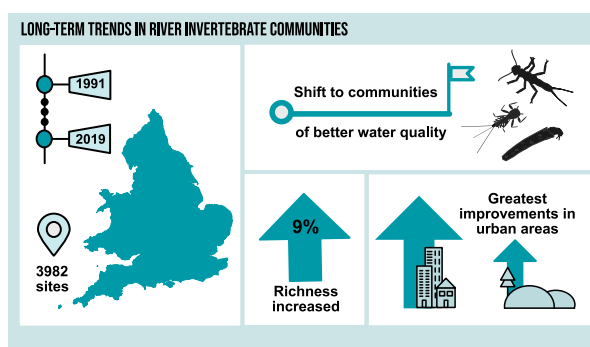 LONG-TERM TRENDS IN RIVER INVERTEBRATE COMMUNITIES
1991
2019
3982
sites
Shift to communities
of better water quality
9%
Richness
increased
Greatest
improvements in
urban areas